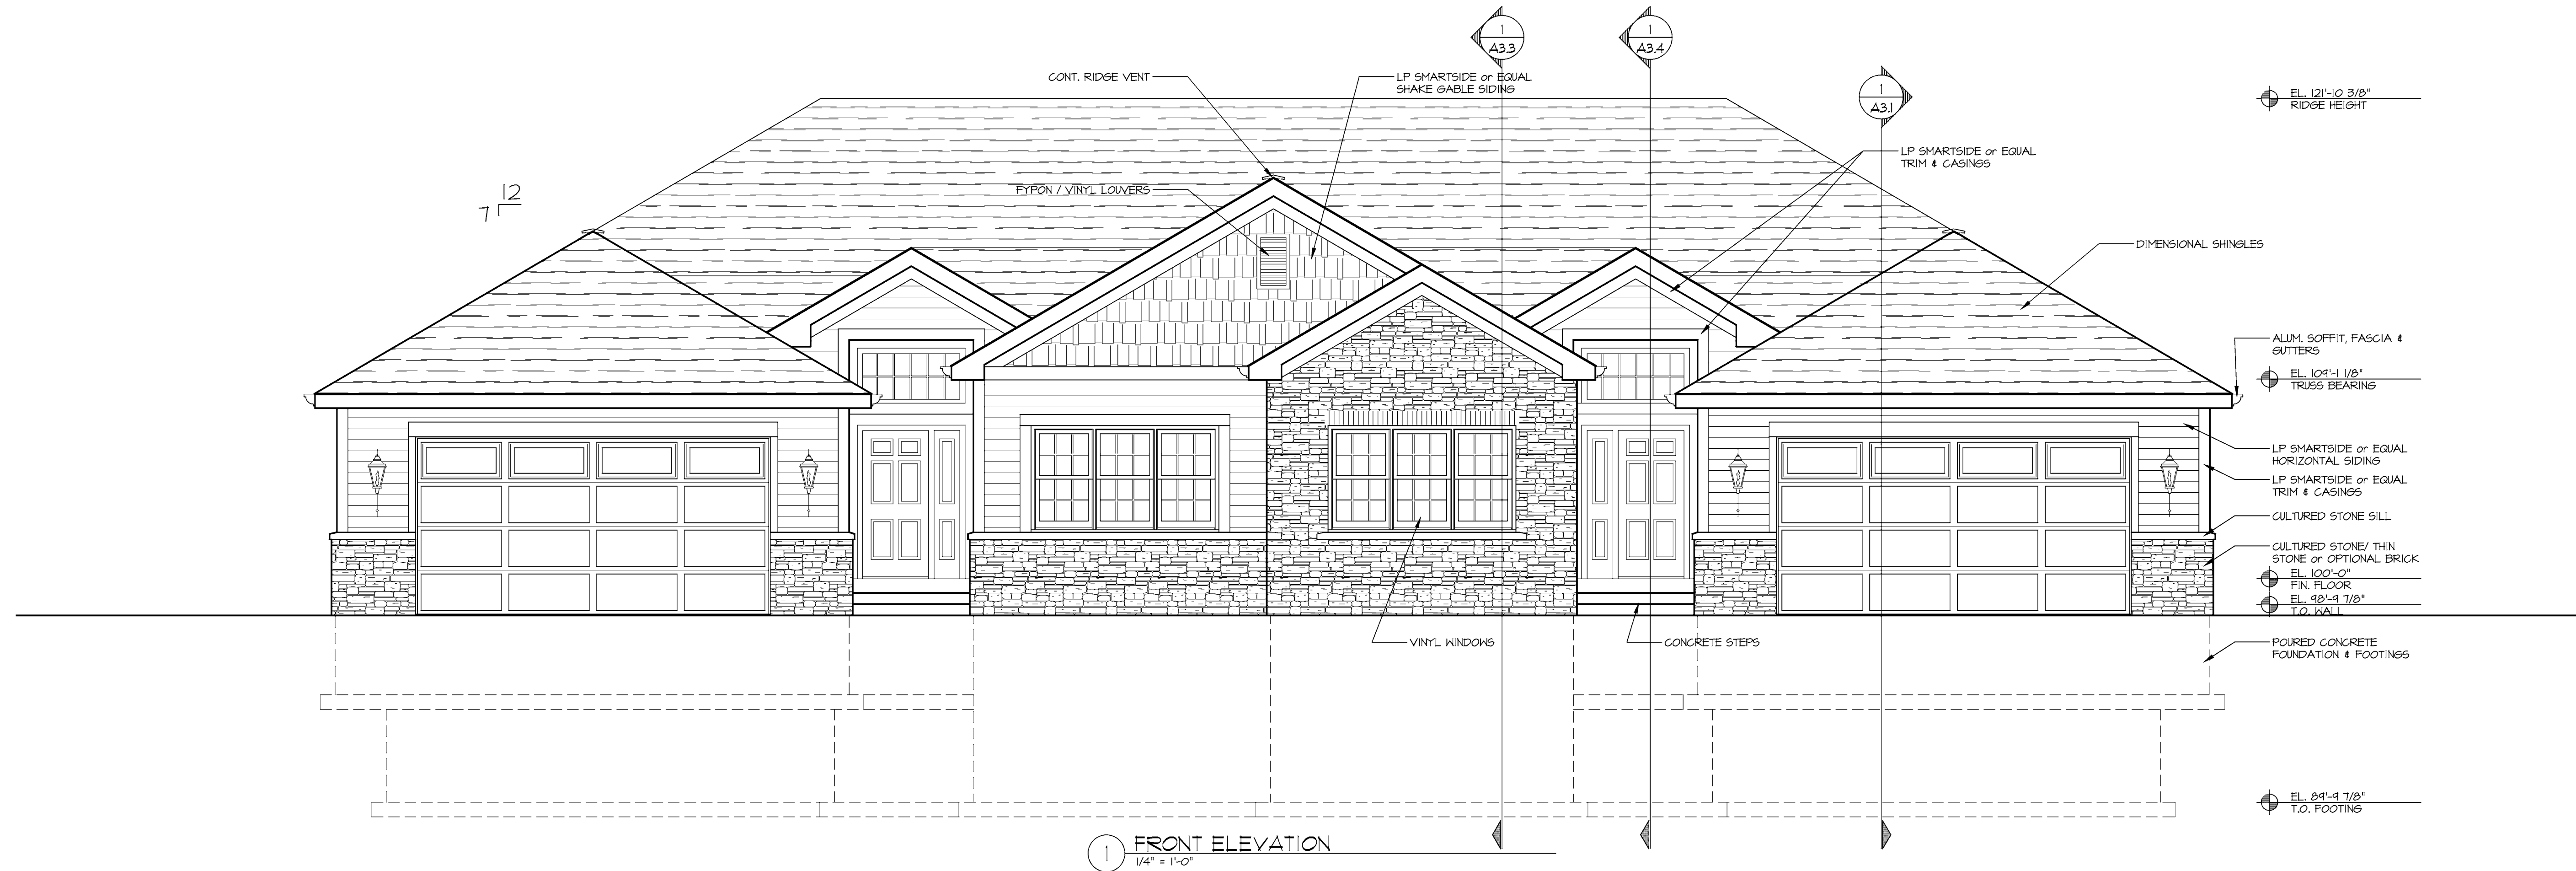 1
A3.3
1
A3.4
1
A3.1
CONT. RIDGE VENT
LP SMARTSIDE or EQUAL
SHAKE GABLE SIDING
EL. 121'-10 3/8"
RIDGE HEIGHT
LP SMARTSIDE or EQUAL
TRIM & CASINGS
FYPON / VINYL LOUVERS
12
7
DIMENSIONAL SHINGLES
ALUM. SOFFIT, FASCIA &
GUTTERS
EL. 109'-1 1/8"
TRUSS BEARING
LP SMARTSIDE or EQUAL
HORIZONTAL SIDING
LP SMARTSIDE or EQUAL
TRIM & CASINGS
CULTURED STONE SILL
CULTURED STONE/ THIN
STONE or OPTIONAL BRICK
EL. 100'-0"
FIN. FLOOR
EL. 98'-9 7/8"
T.O. WALL
VINYL WINDOWS
CONCRETE STEPS
POURED CONCRETE
FOUNDATION & FOOTINGS
EL. 89'-9 7/8"
T.O. FOOTING
1
FRONT ELEVATION
1/4" = 1'-0"